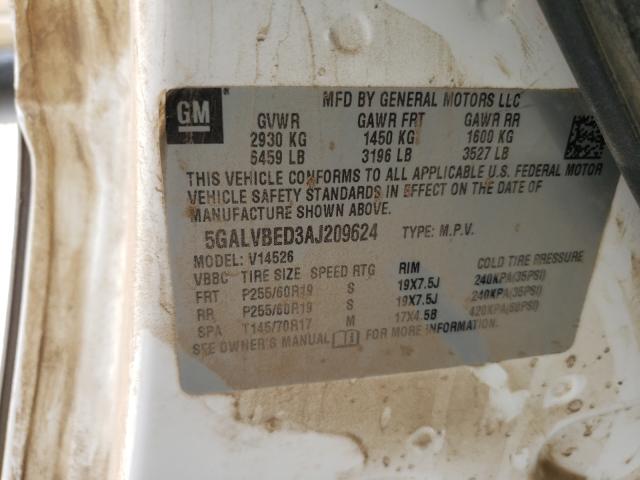 GM
MFD BY GENERAL MOTORS LLC
GVWR GAWR FRT GAWR RR
2930 KG 1450 KG 1600 KG
6459 LB 3196 LB 3527 LB
THIS VEHICLE CONFORMS TO ALL APPLICABLE U.S. FEDERAL MOTOR
VEHICLE SAFETY STANDARDS IN EFFECT ON THE DATE OF
MANUFACTURE SHOWN ABOVE.
5GALVBED3AJ209624 TYPE: M.P.V.
MODEL: V14526
VBBC TIRE SIZE SPEED RTG RIM COLD TIRE PRESSURE
FRT P255/60R19 S 19X7.5J 240KPA(35PSI)
RR P255/60R19 S 19X7.5J 240KPA(35PSI)
SPA T145/70R17 M 17X4.5B 420KPA(60PSI)
SEE OWNER'S MANUAL FOR MORE INFORMATION.